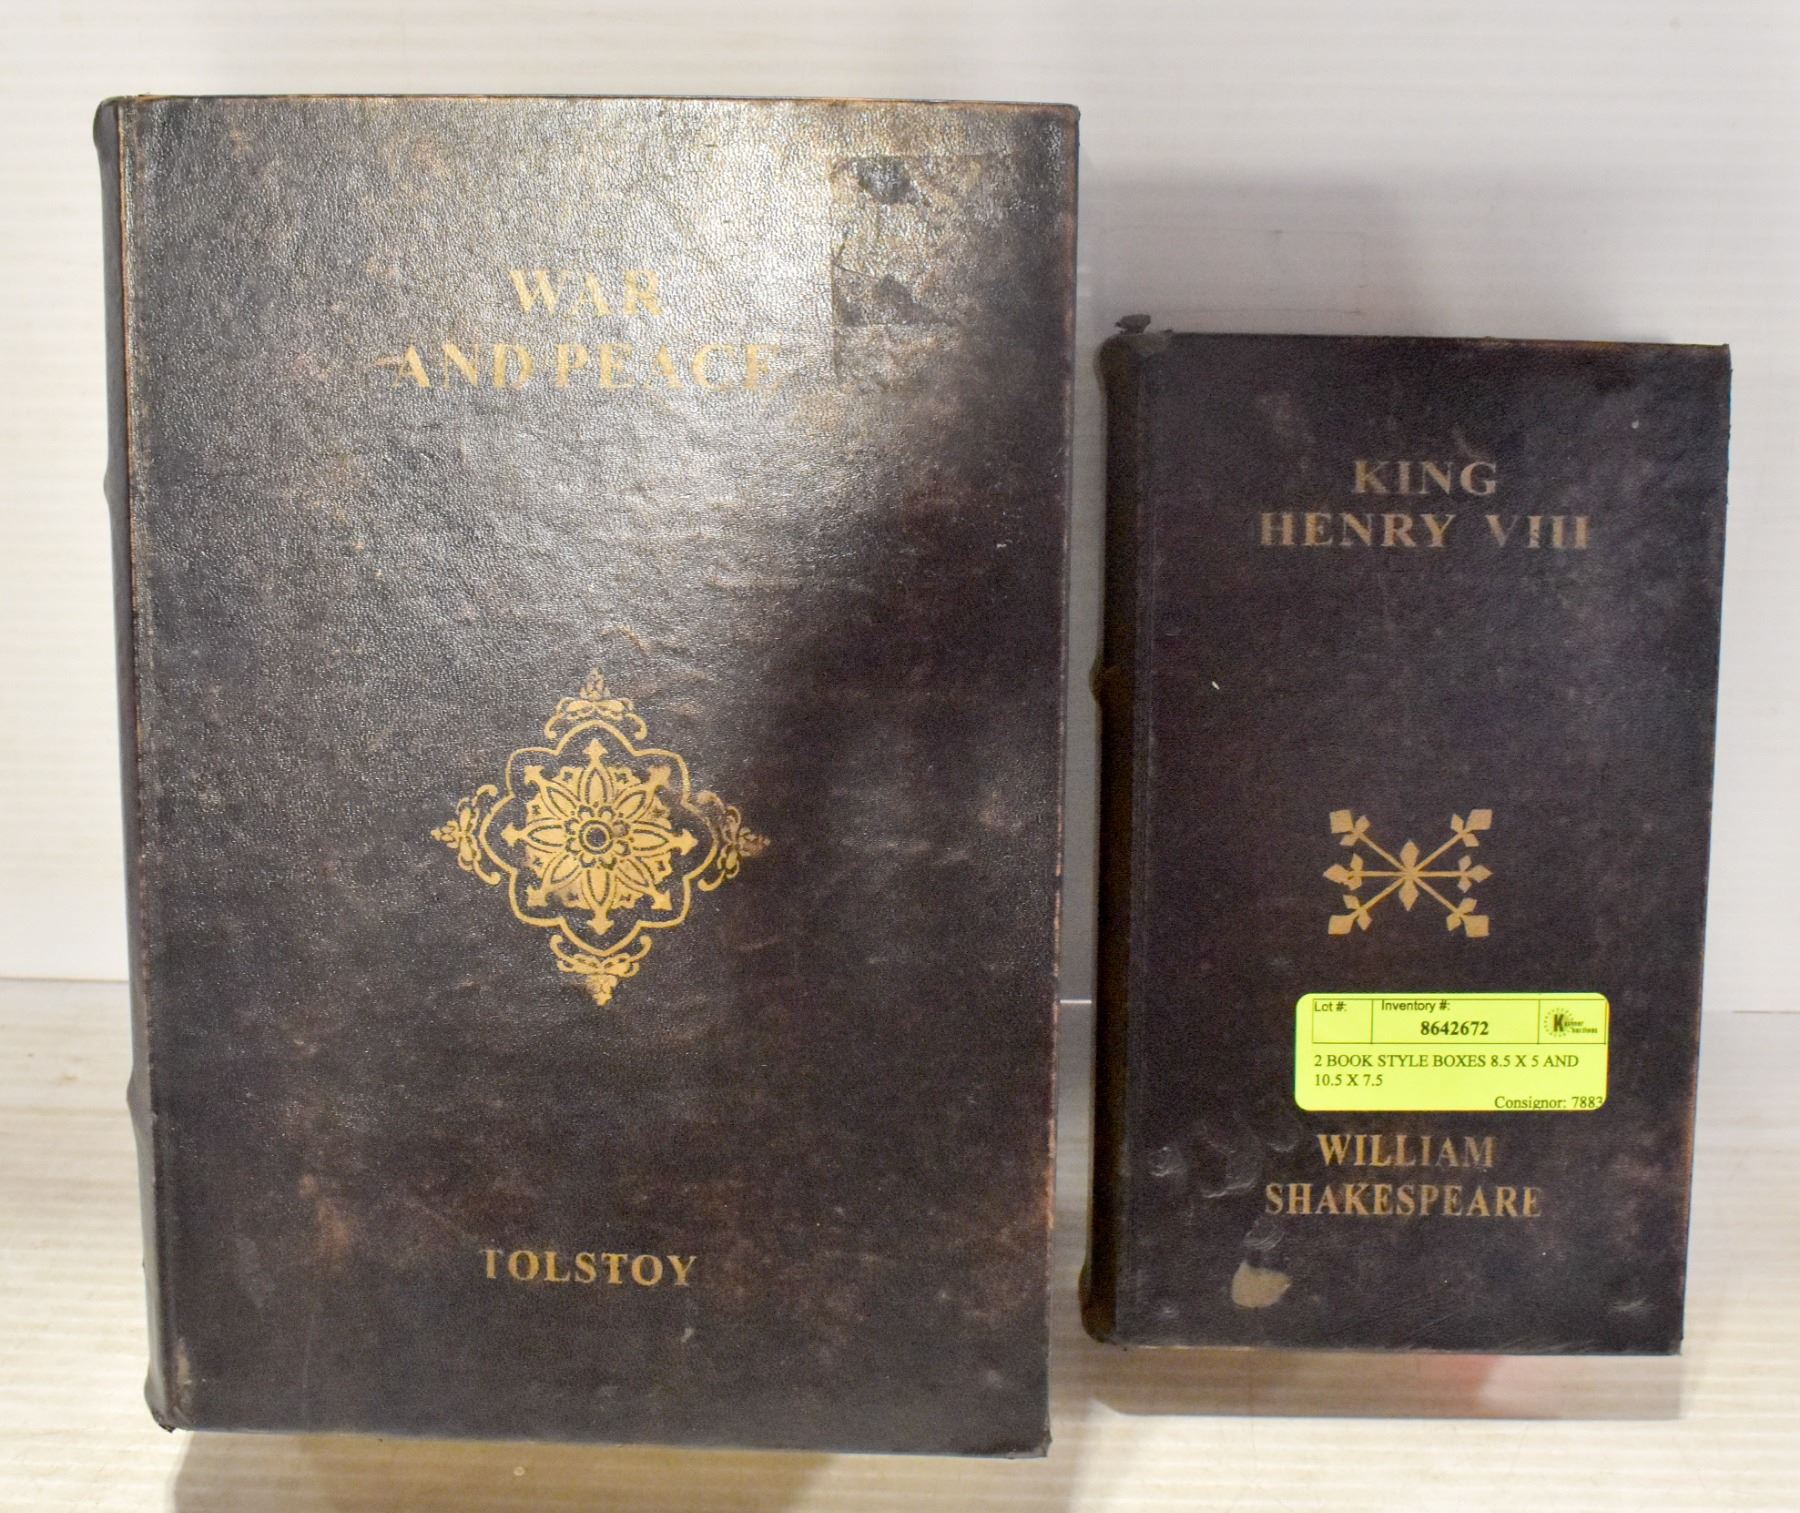 WAR
AND PEACE
TOLSTOY
KING
HENRY VIII
Lot #: Inventory #:
8642672
2 BOOK STYLE BOXES 8.5 X 5 AND
10.5 X 7.5
Consignor: 7883
WILLIAM
SHAKESPEARE